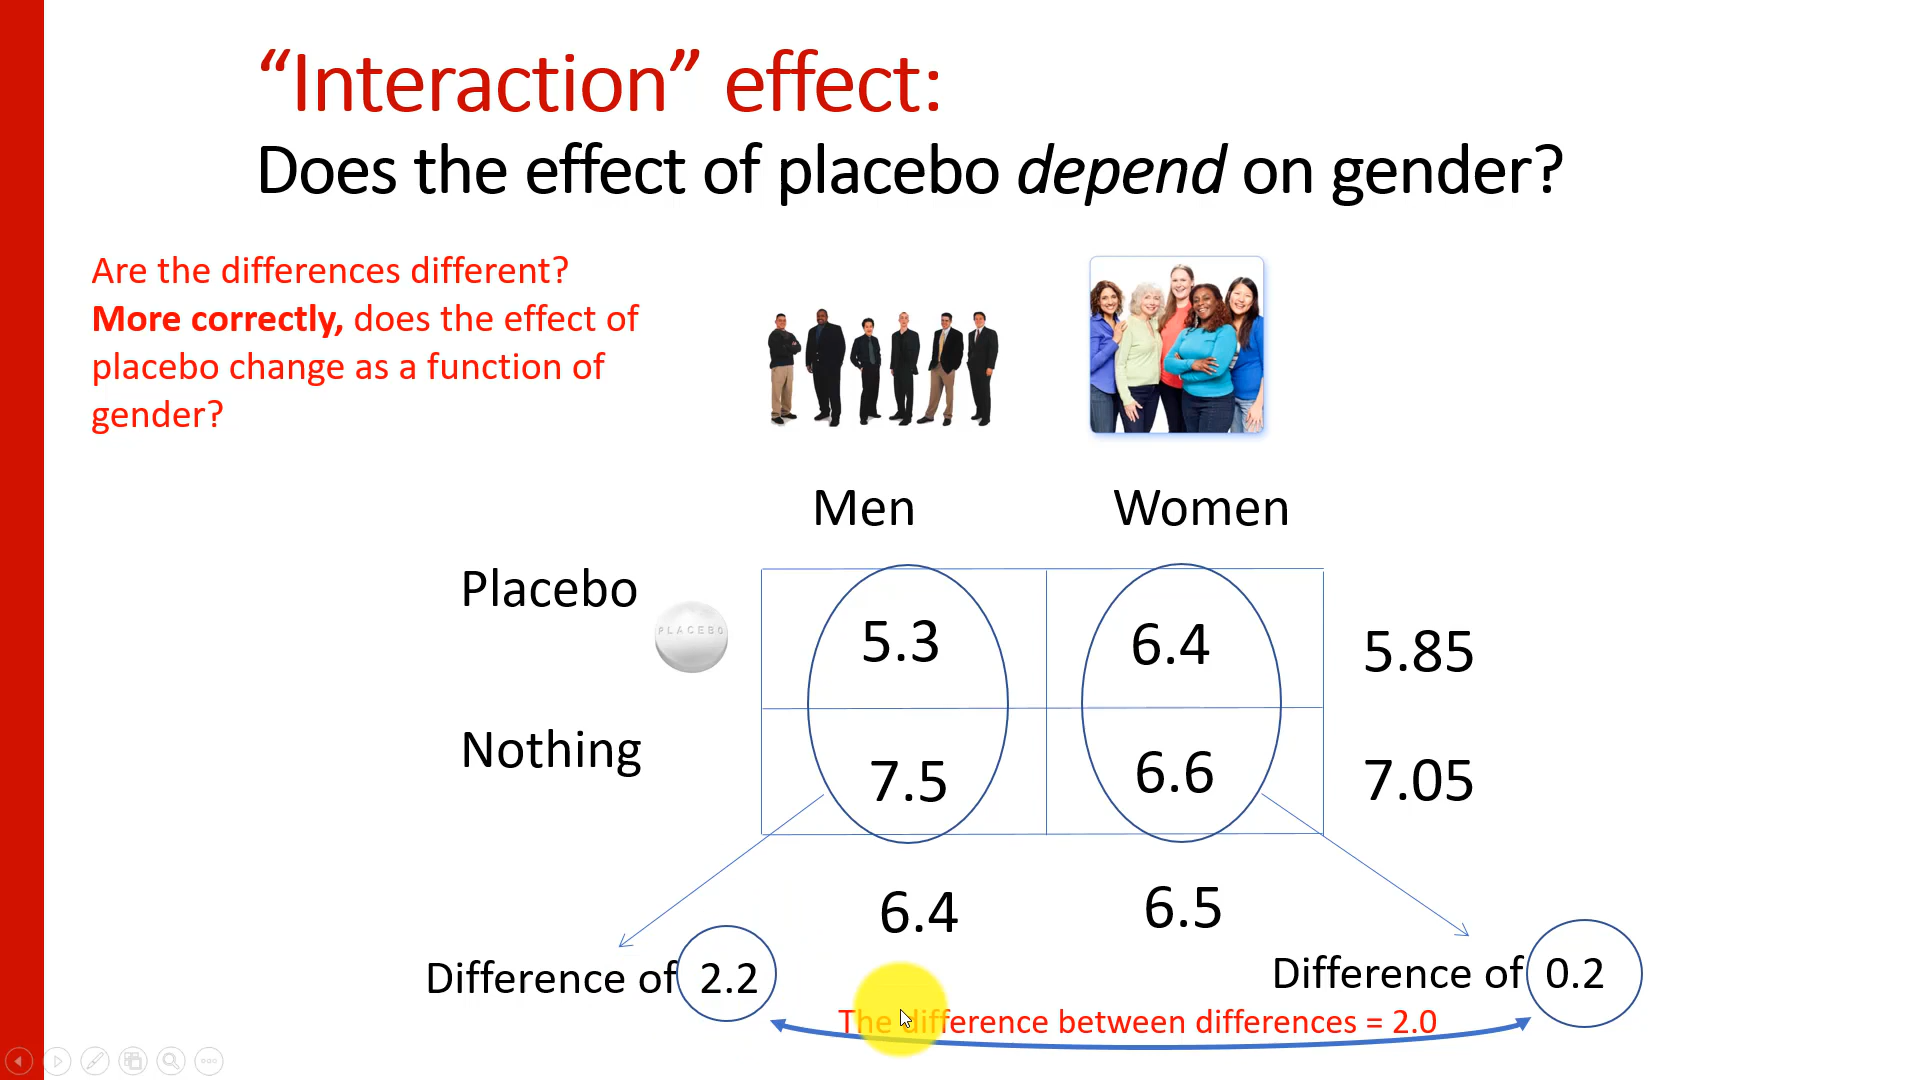 “Interaction” effect:
Does the effect of placebo depend on gender?
Are the differences different?
More correctly, does the effect of
placebo change as a function of
gender?
Men Women
Placebo
PLACEBO
5.3 6.4 5.85
Nothing
7.5 6.6 7.05
6.4 6.5
Difference of 2.2
Difference of 0.2
The difference between differences = 2.0